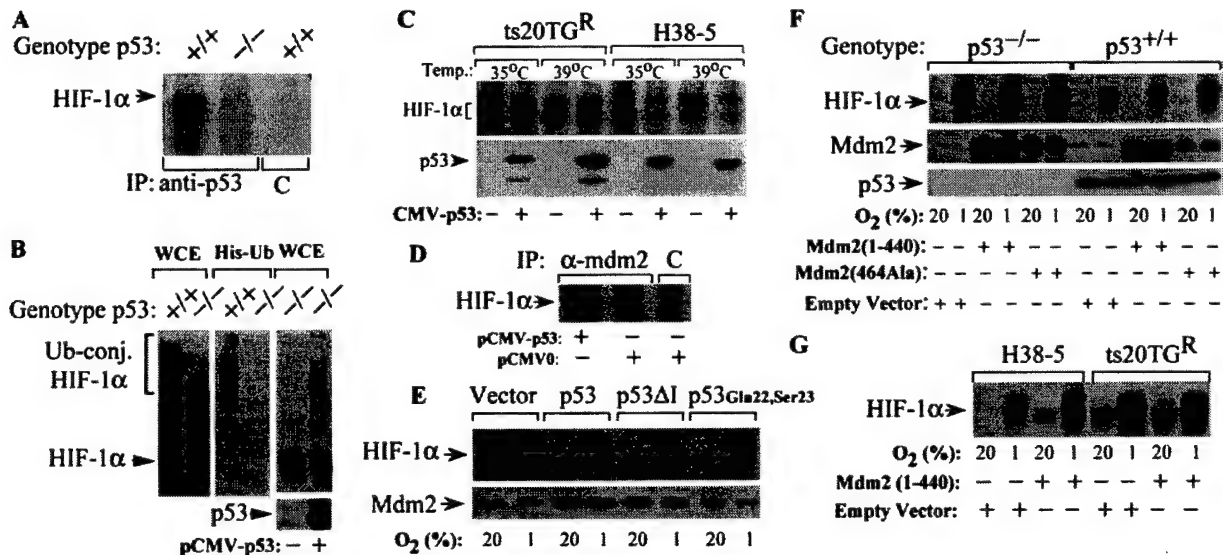 A
Genotype p53: +/+ -/- +/+
HIF-1α
IP: anti-p53 C
B
WCE His-Ub WCE
Genotype p53: +/+ -/- +/+ -/- -/- -/-
Ub-conj.
HIF-1α
HIF-1α
p53
pCMV-p53: − +
C
ts20TG^R H38-5
Temp.: 35°C 39°C 35°C 39°C
HIF-1α[
p53
CMV-p53: − + − + − + − +
D
IP: α-mdm2 C
HIF-1α
pCMV-p53: + − −
pCMV0: − + +
E
Vector p53 p53ΔI p53Gln22,Ser23
HIF-1α
Mdm2
O2 (%): 20 1 20 1 20 1 20 1
F
Genotype: p53−/− p53+/+
HIF-1α
Mdm2
p53
O2 (%): 20 1 20 1 20 1 20 1 20 1 20 1
Mdm2(1-440): − − + + − − − − + + − −
Mdm2(464Ala): − − − − + + − − − − + +
Empty Vector: + + − − − − + + − − − −
G
H38-5 ts20TG^R
HIF-1α
O2 (%): 20 1 20 1 20 1 20 1
Mdm2 (1-440): − − + + − − + +
Empty Vector: + + − − + + − −